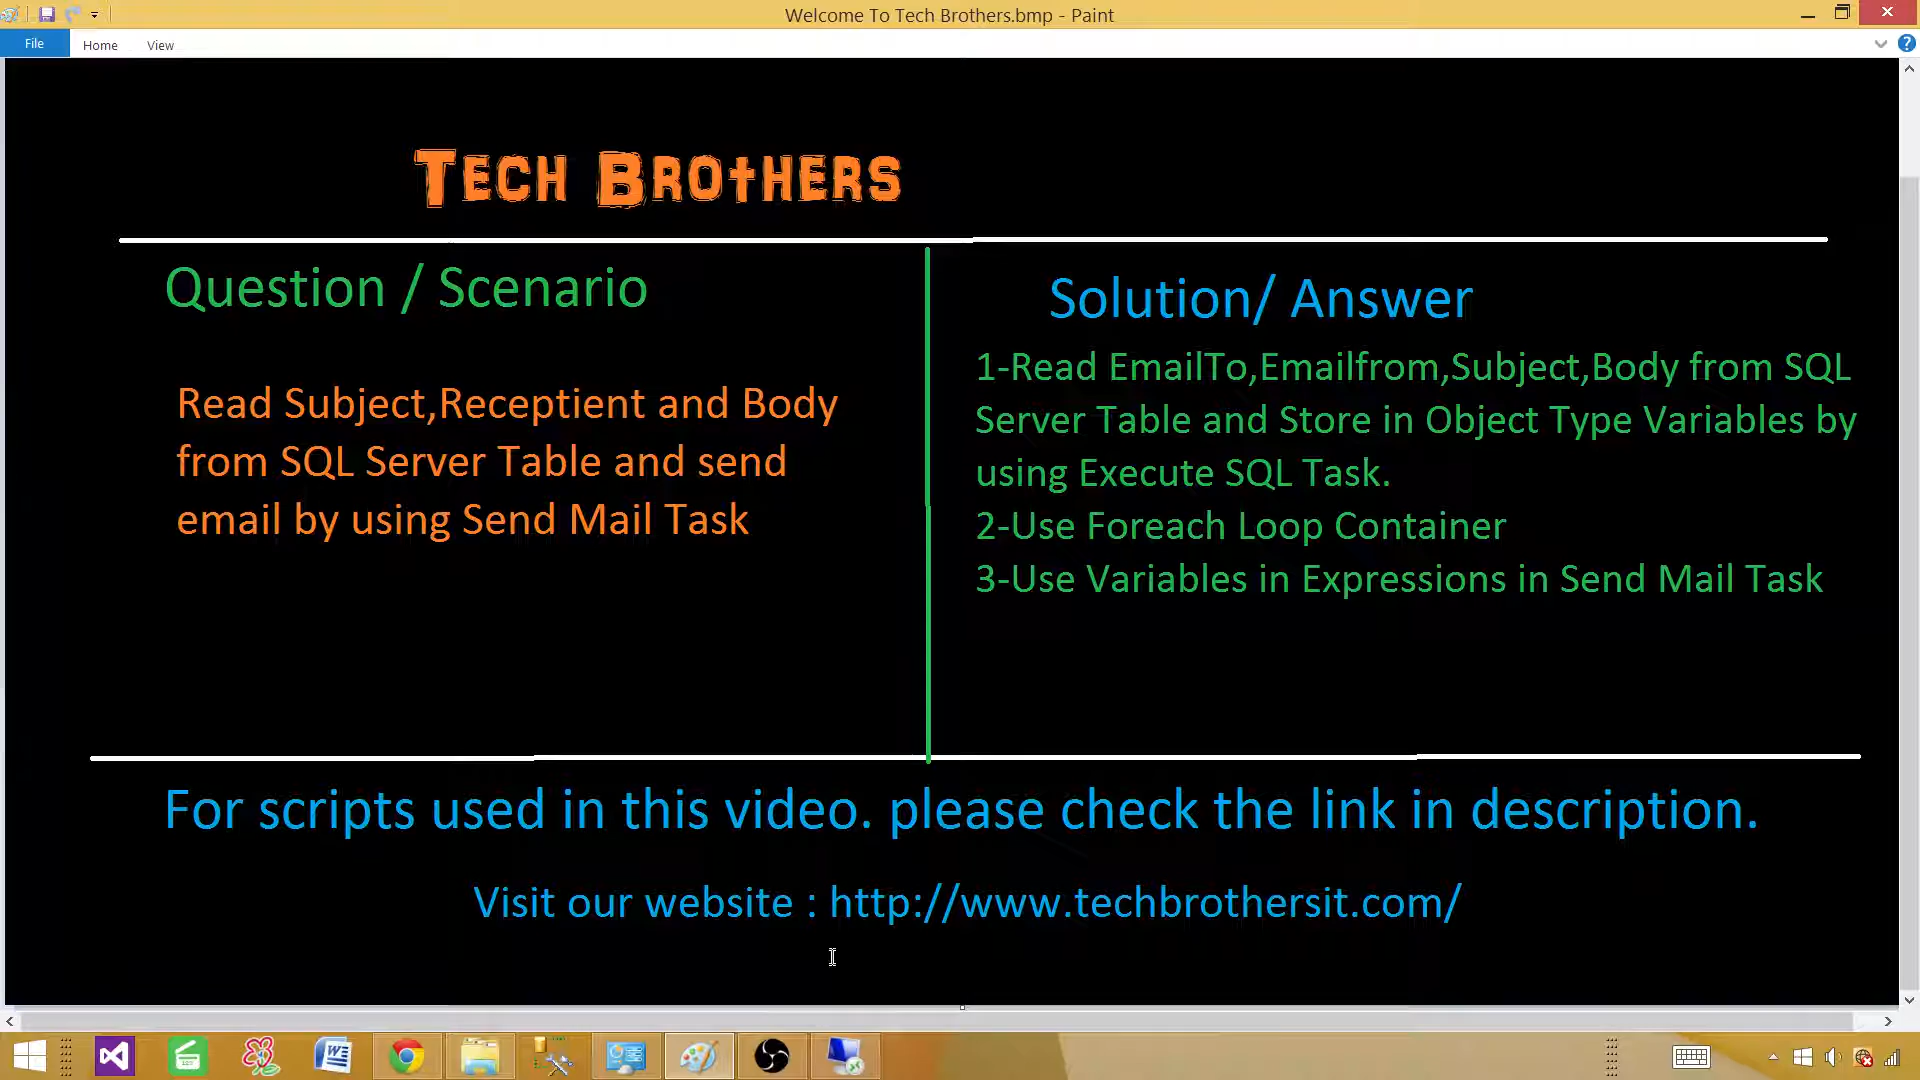 Welcome To Tech Brothers.bmp - Paint
File Home View
Tech Brothers
Question / Scenario
Read Subject,Receptient and Body
from SQL Server Table and send
email by using Send Mail Task
Solution/ Answer
1-Read EmailTo,Emailfrom,Subject,Body from SQL
Server Table and Store in Object Type Variables by
using Execute SQL Task.
2-Use Foreach Loop Container
3-Use Variables in Expressions in Send Mail Task
For scripts used in this video. please check the link in description.
Visit our website : http://www.techbrothersit.com/